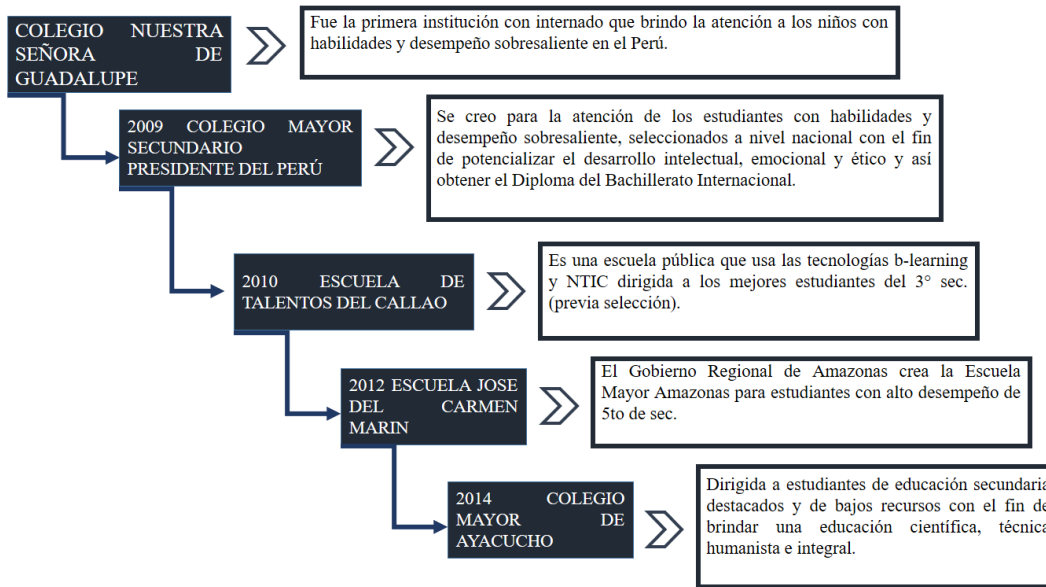 COLEGIO NUESTRA
SEÑORA DE
GUADALUPE
Fue la primera institución con internado que brindo la atención a los niños con
habilidades y desempeño sobresaliente en el Perú.
2009 COLEGIO MAYOR
SECUNDARIO
PRESIDENTE DEL PERÚ
Se creo para la atención de los estudiantes con habilidades y
desempeño sobresaliente, seleccionados a nivel nacional con el fin
de potencializar el desarrollo intelectual, emocional y ético y así
obtener el Diploma del Bachillerato Internacional.
2010 ESCUELA DE
TALENTOS DEL CALLAO
Es una escuela pública que usa las tecnologías b-learning
y NTIC dirigida a los mejores estudiantes del 3° sec.
(previa selección).
2012 ESCUELA JOSE
DEL CARMEN
MARIN
El Gobierno Regional de Amazonas crea la Escuela
Mayor Amazonas para estudiantes con alto desempeño de
5to de sec.
2014 COLEGIO
MAYOR DE
AYACUCHO
Dirigida a estudiantes de educación secundaria
destacados y de bajos recursos con el fin de
brindar una educación científica, técnica
humanista e integral.